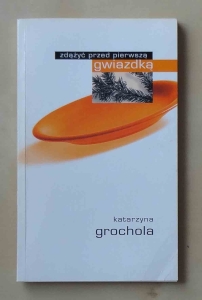 zdążyć przed pierwszą
gwiazdką
katarzyna
grochola